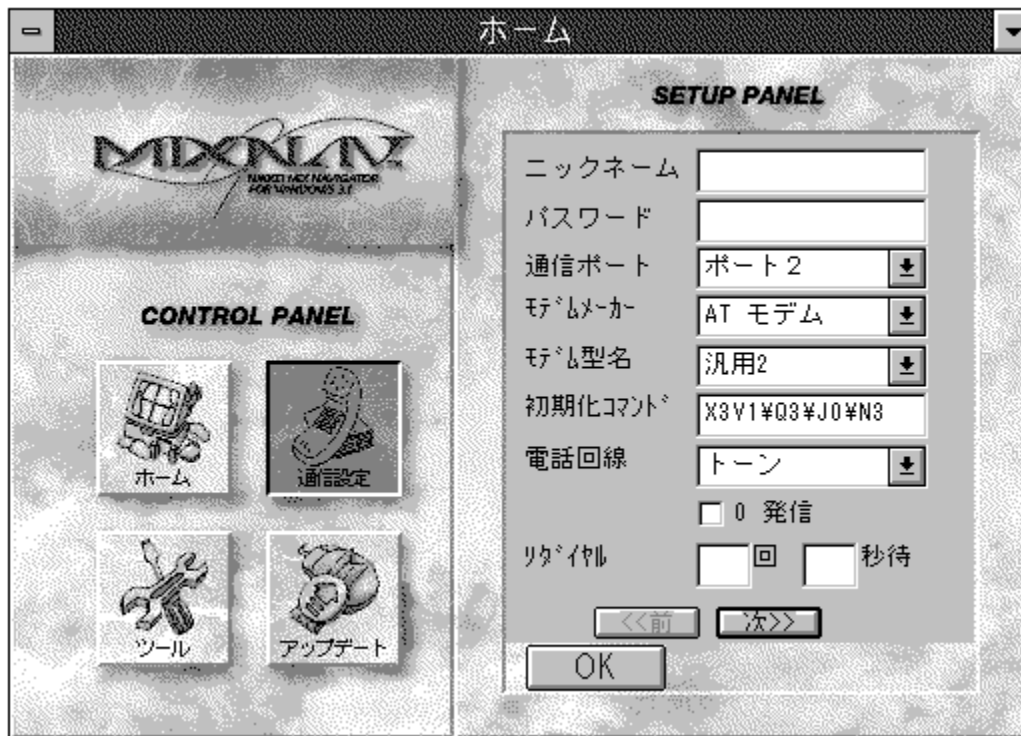 ホーム
MIXNAV™
NIKKEI MIX NAVIGATOR
FOR WINDOWS 3.1
CONTROL PANEL
ホーム
通信設定
ツール
アップデート
SETUP PANEL
ニックネーム
パスワード
通信ポート ポート2
ﾓﾃﾞﾑﾒｰｶｰ AT モデム
ﾓﾃﾞﾑ型名 汎用2
初期化ｺﾏﾝﾄﾞ X3V1¥Q3¥J0¥N3
電話回線 トーン
0 発信
ﾘﾀﾞｲﾔﾙ 回 秒待
<<前 次>>
OK